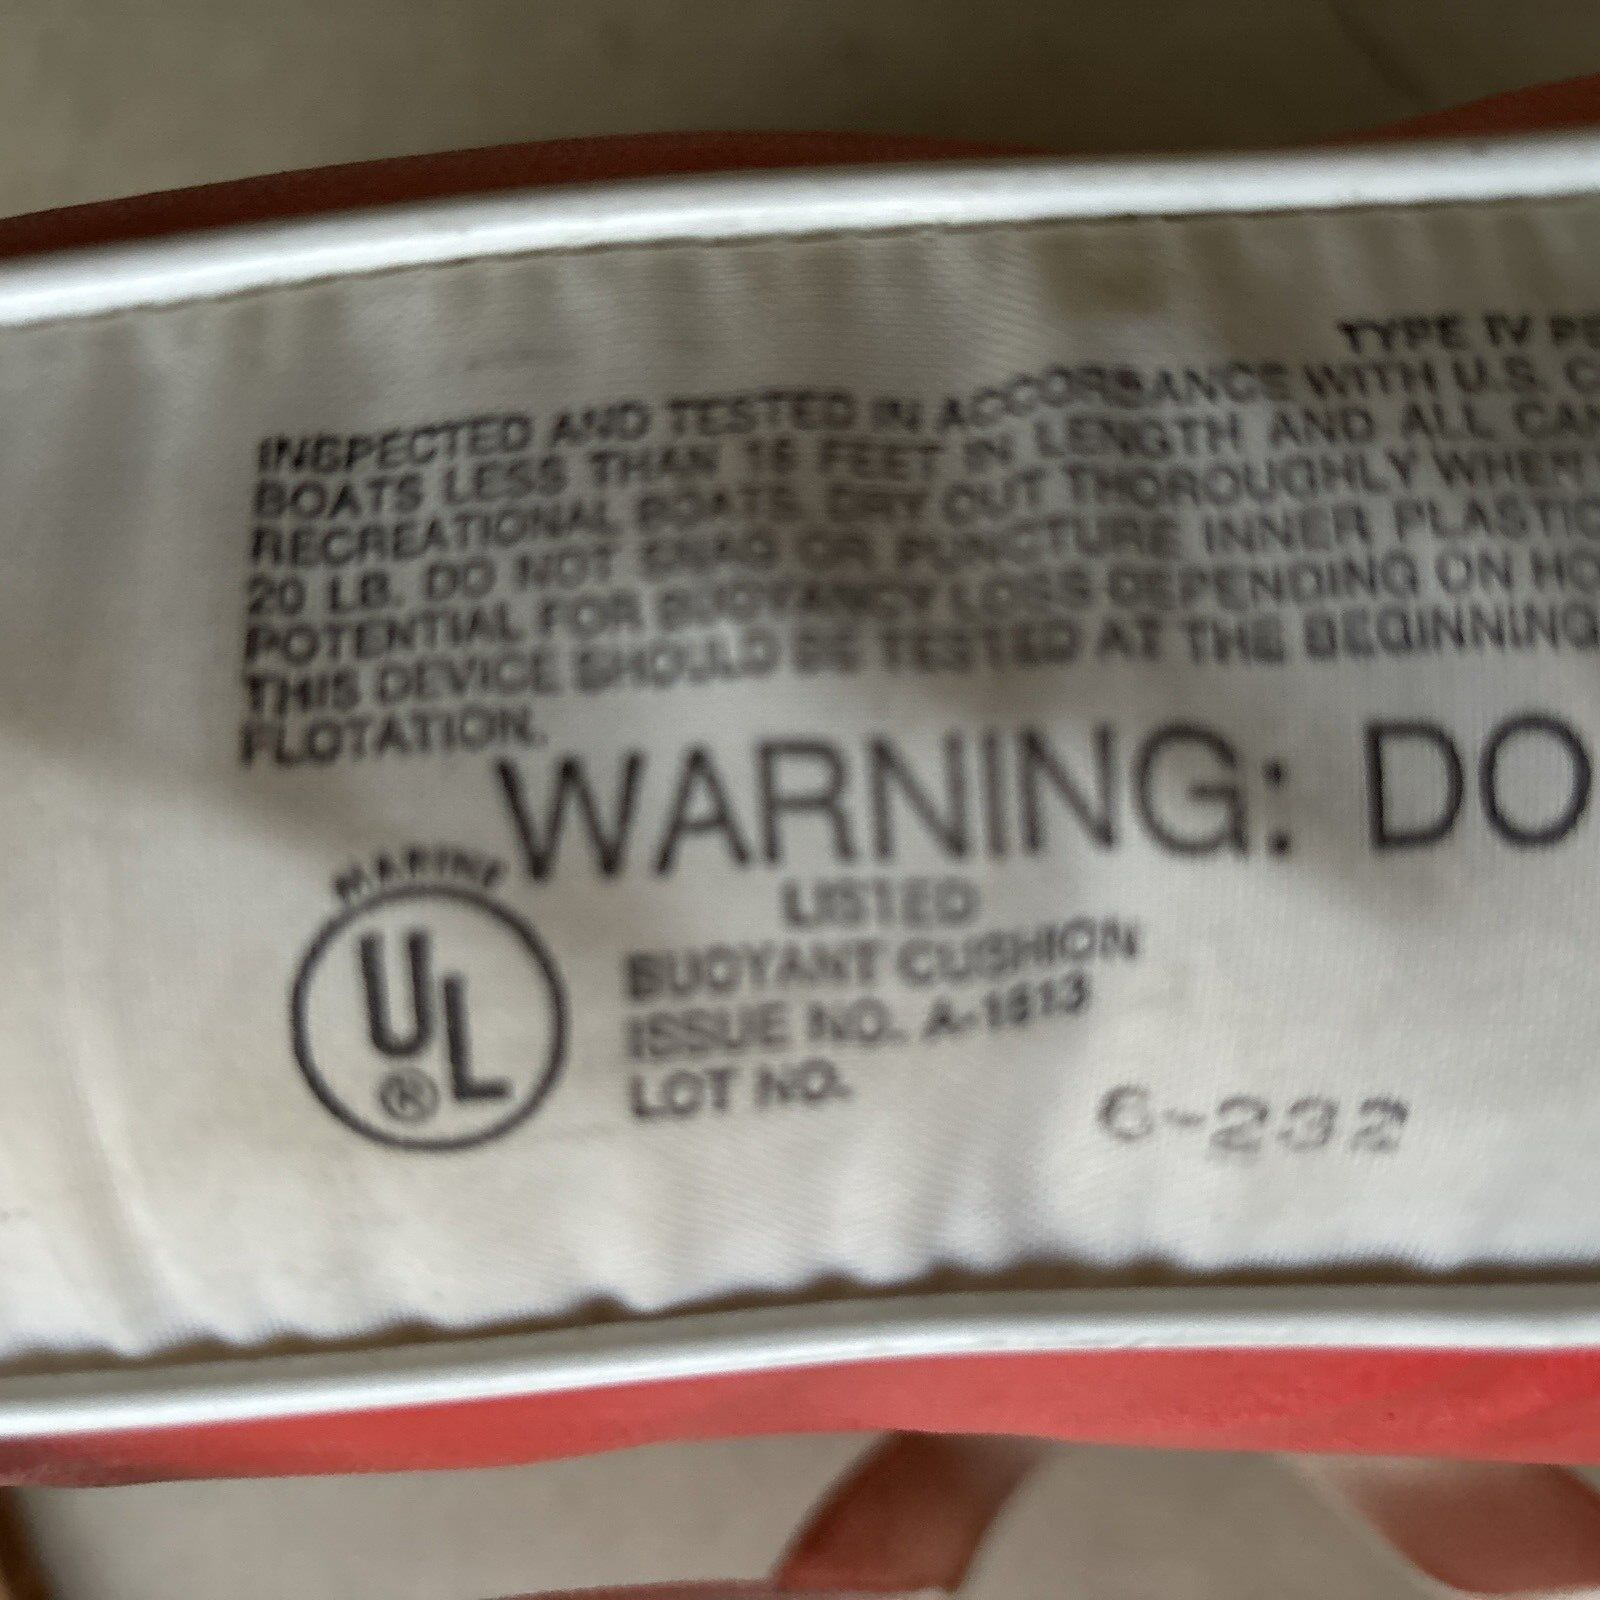 TYPE IV
INSPECTED AND TESTED IN ACCORDANCE WITH U.S.
BOATS LESS THAN 16 FEET IN LENGTH AND ALL
RECREATIONAL BOATS. DRY OUT THOROUGHLY WHEN
20 LB. DO NOT SNAG OR PUNCTURE INNER PLASTIC
POTENTIAL FOR BUOYANCY LOSS DEPENDING ON
THIS DEVICE SHOULD BE TESTED AT THE BEGINNING
FLOTATION.
WARNING: DO
MARINE
UL
®
LISTED
BUOYANT CUSHION
ISSUE NO. A-1613
LOT NO.
6-232